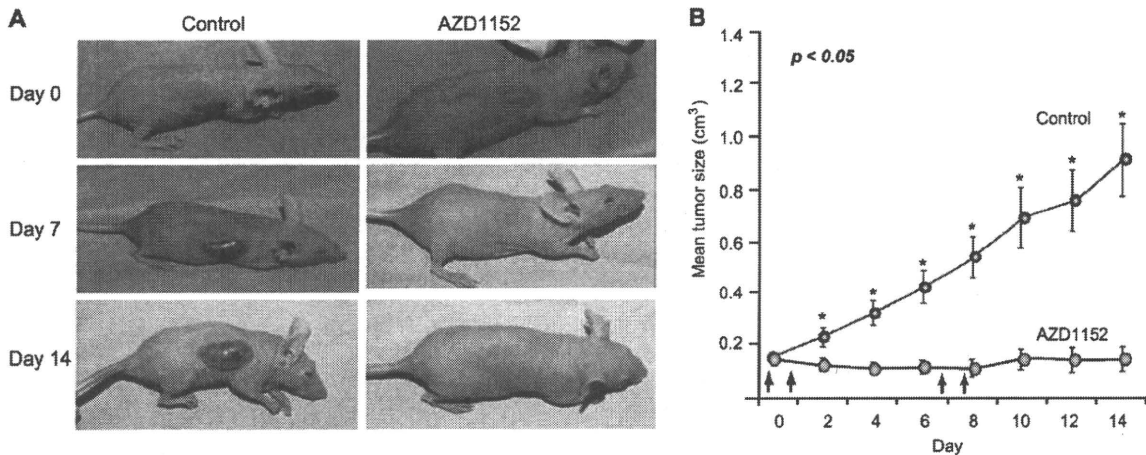 A
Control
AZD1152
Day 0
Day 7
Day 14
B
p < 0.05
Mean tumor size (cm³)
1.4
1.2
1.0
0.8
0.6
0.4
0.2
Control
*
*
*
*
*
*
*
AZD1152
0 2 4 6 8 10 12 14
Day